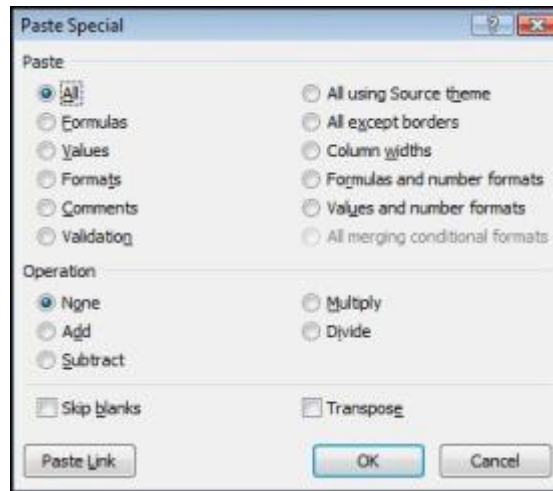 Paste Special
Paste
All
Formulas
Values
Formats
Comments
Validation
All using Source theme
All except borders
Column widths
Formulas and number formats
Values and number formats
All merging conditional formats
Operation
None
Add
Subtract
Multiply
Divide
Skip blanks
Transpose
Paste Link
OK
Cancel